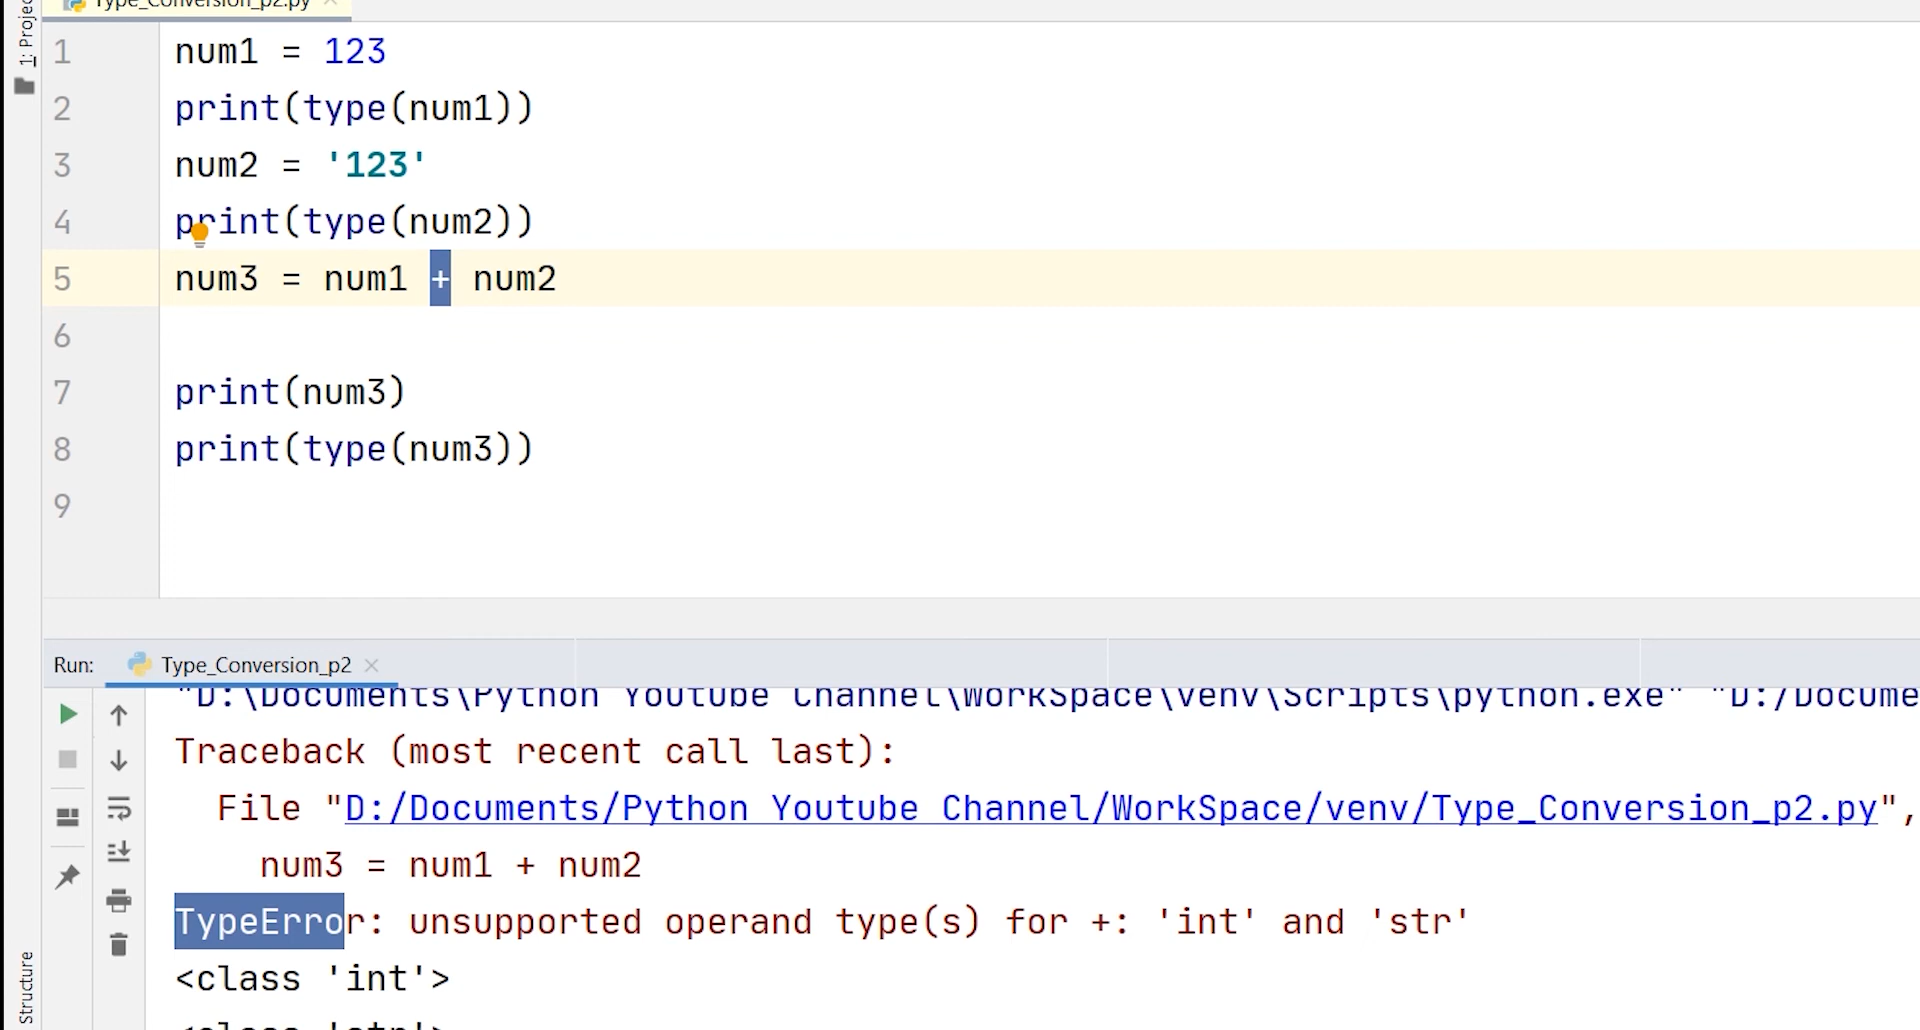 Type_Conversion_p2.py
1: Project
1 num1 = 123
2 print(type(num1))
3 num2 = '123'
4 print(type(num2))
5 num3 = num1 + num2
6
7 print(num3)
8 print(type(num3))
9
Run: Type_Conversion_p2
"D:\Documents\Python Youtube Channel\WorkSpace\venv\Scripts\python.exe" "D:/Docume
Traceback (most recent call last):
File "D:/Documents/Python Youtube Channel/WorkSpace/venv/Type_Conversion_p2.py",
num3 = num1 + num2
TypeError: unsupported operand type(s) for +: 'int' and 'str'
<class 'int'>
<class 'str'>
Structure